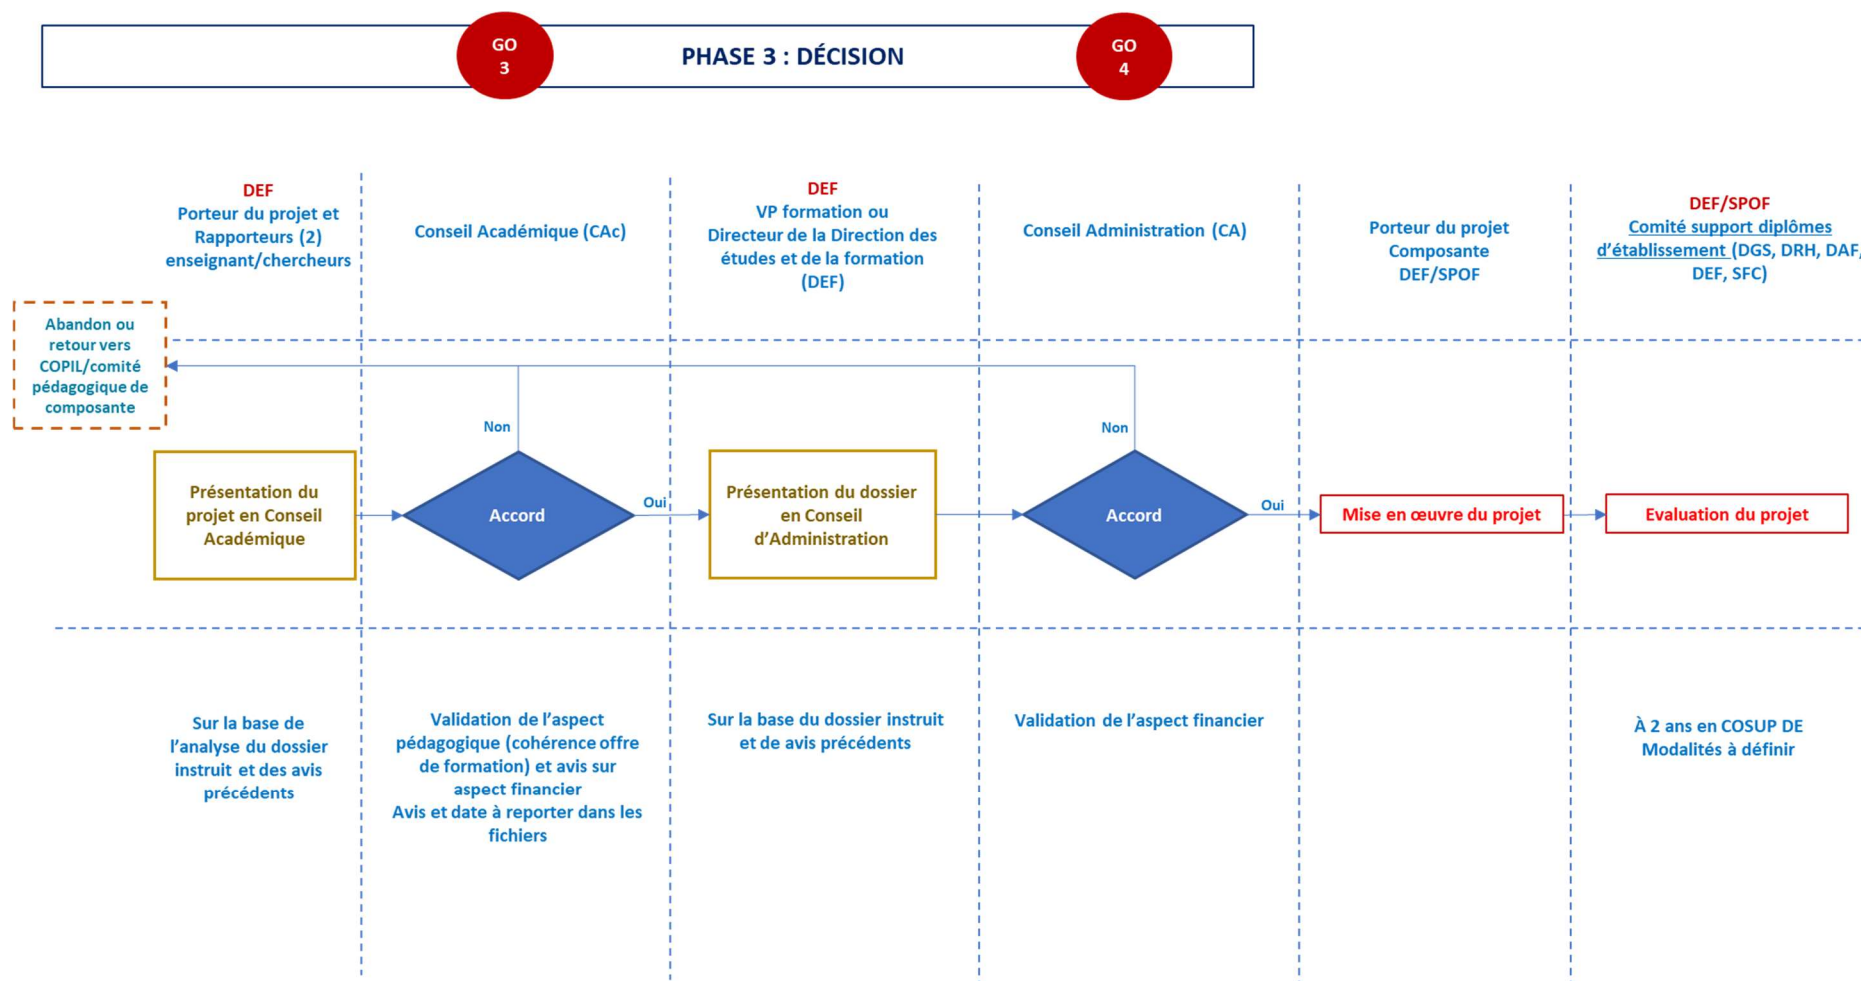 GO
3
PHASE 3 : DÉCISION
GO
4
DEF
Porteur du projet et
Rapporteurs (2)
enseignant/chercheurs
Conseil Académique (CAc)
DEF
VP formation ou
Directeur de la Direction des
études et de la formation
(DEF)
Conseil Administration (CA)
Porteur du projet
Composante
DEF/SPOF
DEF/SPOF
Comité support diplômes
d’établissement (DGS, DRH, DAF,
DEF, SFC)
Abandon ou
retour vers
COPIL/comité
pédagogique de
composante
Non
Non
Présentation du
projet en Conseil
Académique
Accord
Oui
Présentation du dossier
en Conseil
d’Administration
Accord
Oui
Mise en œuvre du projet
Evaluation du projet
Sur la base de
l’analyse du dossier
instruit et des avis
précédents
Validation de l’aspect
pédagogique (cohérence offre
de formation) et avis sur
aspect financier
Avis et date à reporter dans les
fichiers
Sur la base du dossier instruit
et de avis précédents
Validation de l’aspect financier
À 2 ans en COSUP DE
Modalités à définir